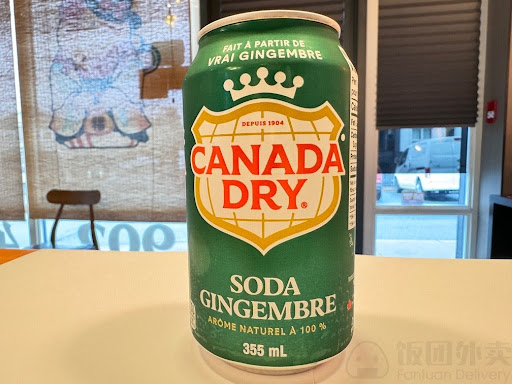 FAIT À PARTIR DE
VRAI GINGEMBRE
DEPUIS 1904
CANADA
DRY®
SODA
GINGEMBRE
ARÔME NATUREL À 100 %
355 mL
饭团外卖
Fantuan Delivery